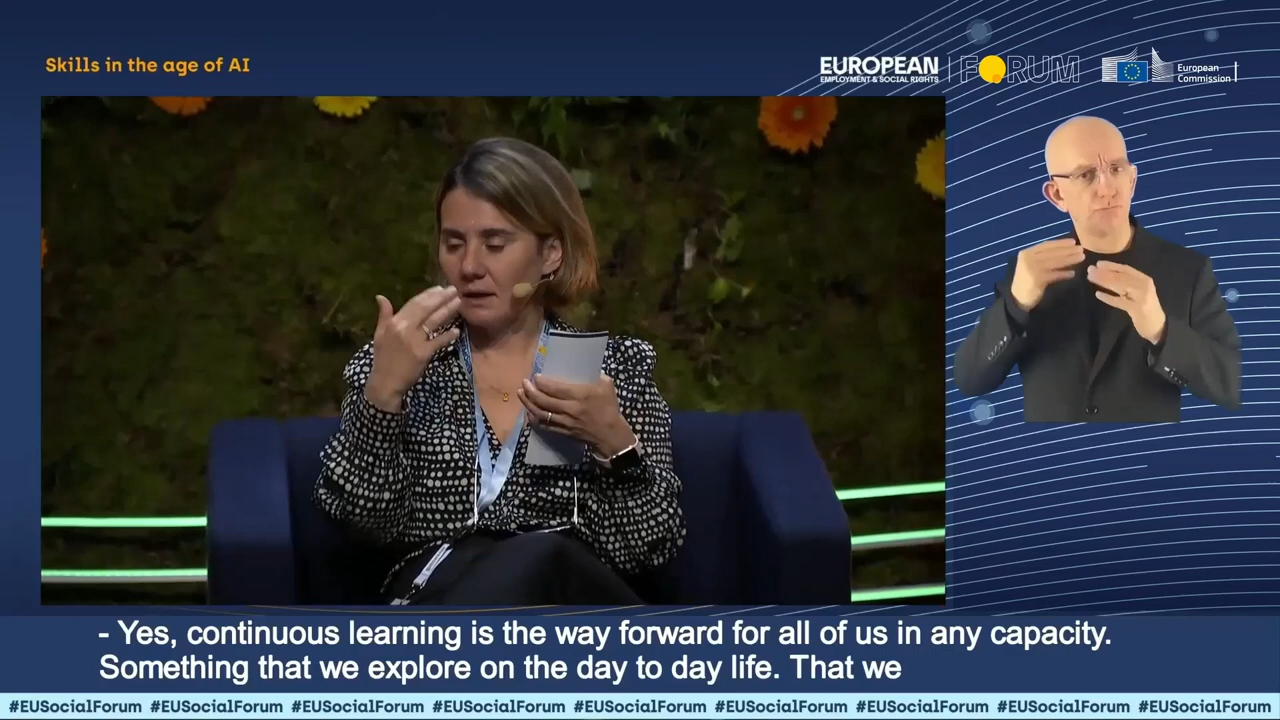 Skills in the age of AI
EUROPEAN
EMPLOYMENT & SOCIAL RIGHTS
FORUM
European
Commission
- Yes, continuous learning is the way forward for all of us in any capacity.
Something that we explore on the day to day life. That we
#EUSocialForum #EUSocialForum #EUSocialForum #EUSocialForum #EUSocialForum #EUSocialForum #EUSocialForum #EUSocialForum #EUSocialForum